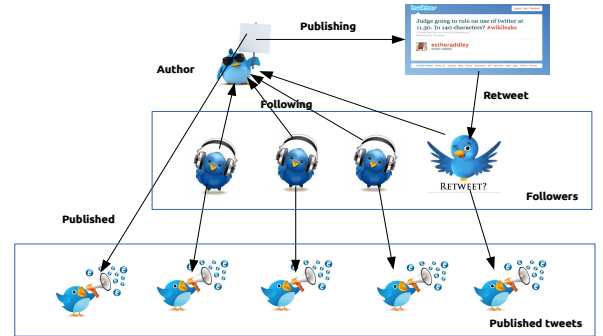 Publishing
twitter
Judge going to rule on use of twitter at
11.30. In 140 characters? #wikileaks
estheraddley
Author
Retweet
Following
RETWEET?
Followers
Published
Published tweets